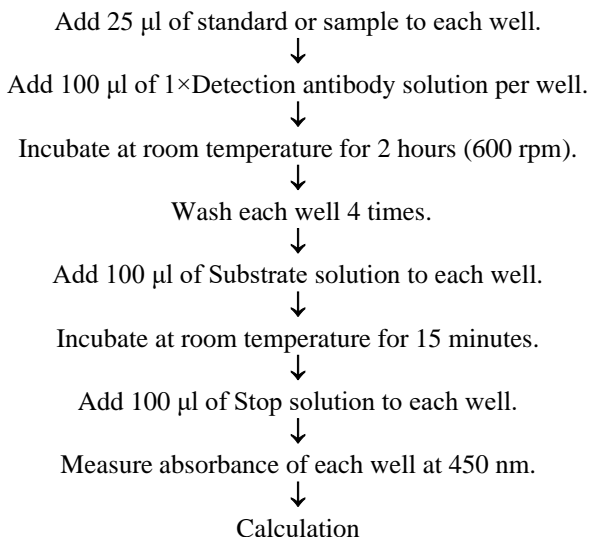 Add 25 μl of standard or sample to each well.
↓
Add 100 μl of 1×Detection antibody solution per well.
↓
Incubate at room temperature for 2 hours (600 rpm).
↓
Wash each well 4 times.
↓
Add 100 μl of Substrate solution to each well.
↓
Incubate at room temperature for 15 minutes.
↓
Add 100 μl of Stop solution to each well.
↓
Measure absorbance of each well at 450 nm.
↓
Calculation